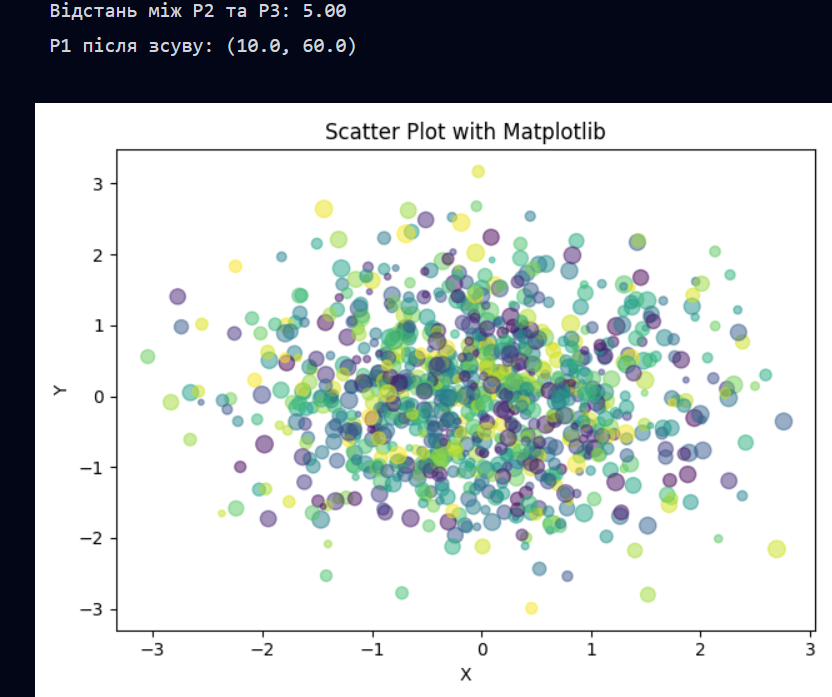 Відстань між P2 та P3: 5.00
P1 після зсуву: (10.0, 60.0)
Scatter Plot with Matplotlib
3
2
1
0
−1
−2
−3
Y
−3 −2 −1 0 1 2 3
X